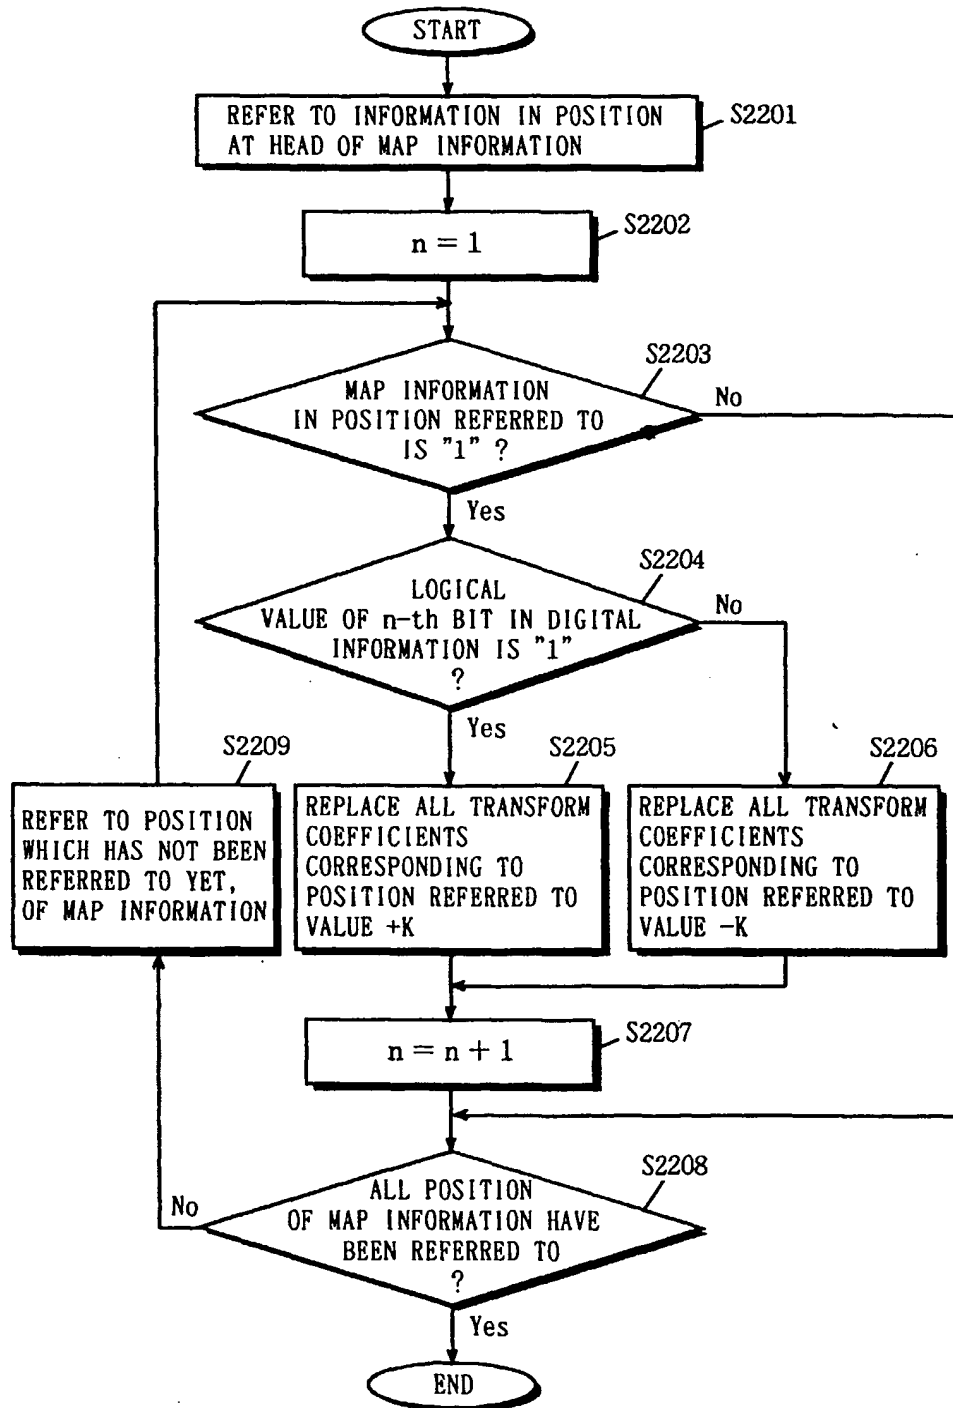 START
REFER TO INFORMATION IN POSITION
AT HEAD OF MAP INFORMATION
S2201
n = 1
S2202
S2203
MAP INFORMATION
IN POSITION REFERRED TO
IS "1" ?
No
Yes
S2204
LOGICAL
VALUE OF n-th BIT IN DIGITAL
INFORMATION IS "1"
?
No
Yes
S2209
REFER TO POSITION
WHICH HAS NOT BEEN
REFERRED TO YET,
OF MAP INFORMATION
S2205
REPLACE ALL TRANSFORM
COEFFICIENTS
CORRESPONDING TO
POSITION REFERRED TO
VALUE +K
S2206
REPLACE ALL TRANSFORM
COEFFICIENTS
CORRESPONDING TO
POSITION REFERRED TO
VALUE -K
n = n + 1
S2207
S2208
ALL POSITION
OF MAP INFORMATION HAVE
BEEN REFERRED TO
?
No
Yes
END